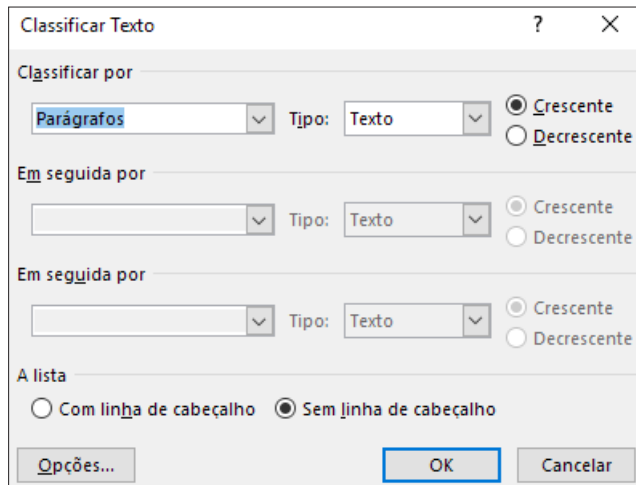 Classificar Texto ? X
Classificar por
Parágrafos Tipo: Texto Crescente
Decrescente
Em seguida por
Tipo: Texto Crescente
Decrescente
Em seguida por
Tipo: Texto Crescente
Decrescente
A lista
Com linha de cabeçalho Sem linha de cabeçalho
Opções... OK Cancelar